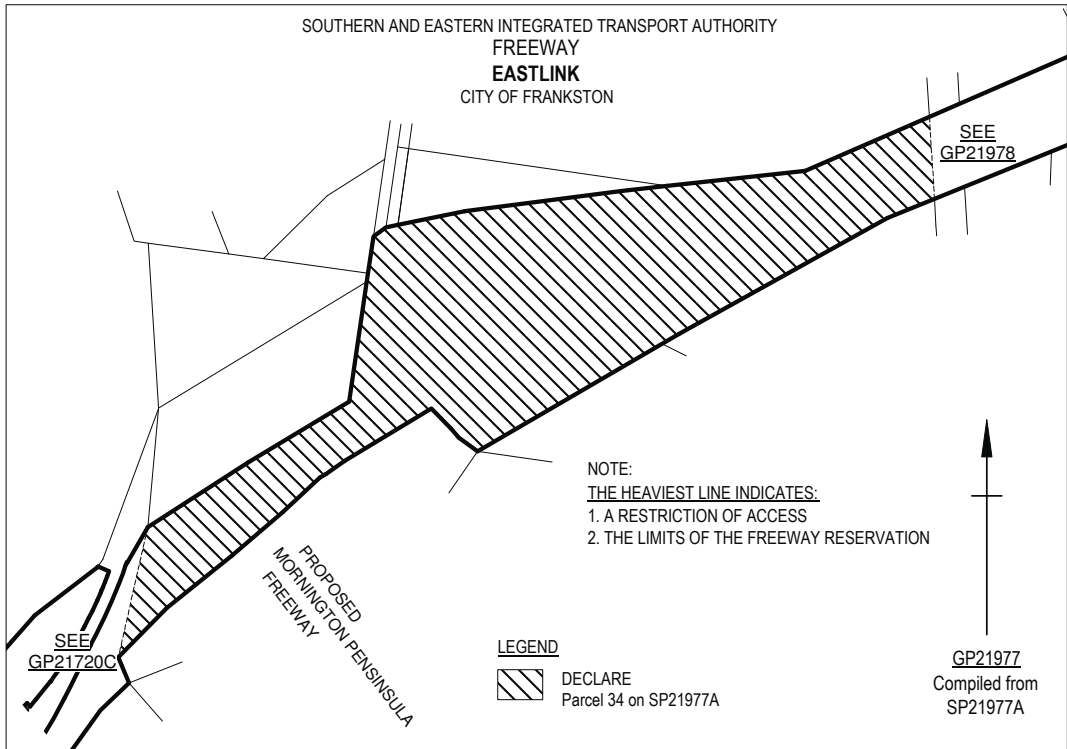 SOUTHERN AND EASTERN INTEGRATED TRANSPORT AUTHORITY
FREEWAY
EASTLINK
CITY OF FRANKSTON
SEE
GP21978
NOTE:
THE HEAVIEST LINE INDICATES:
1. A RESTRICTION OF ACCESS
2. THE LIMITS OF THE FREEWAY RESERVATION
PROPOSED
MORNINGTON PENSINSULA
FREEWAY
SEE
GP21720C
LEGEND
DECLARE
Parcel 34 on SP21977A
GP21977
Compiled from
SP21977A